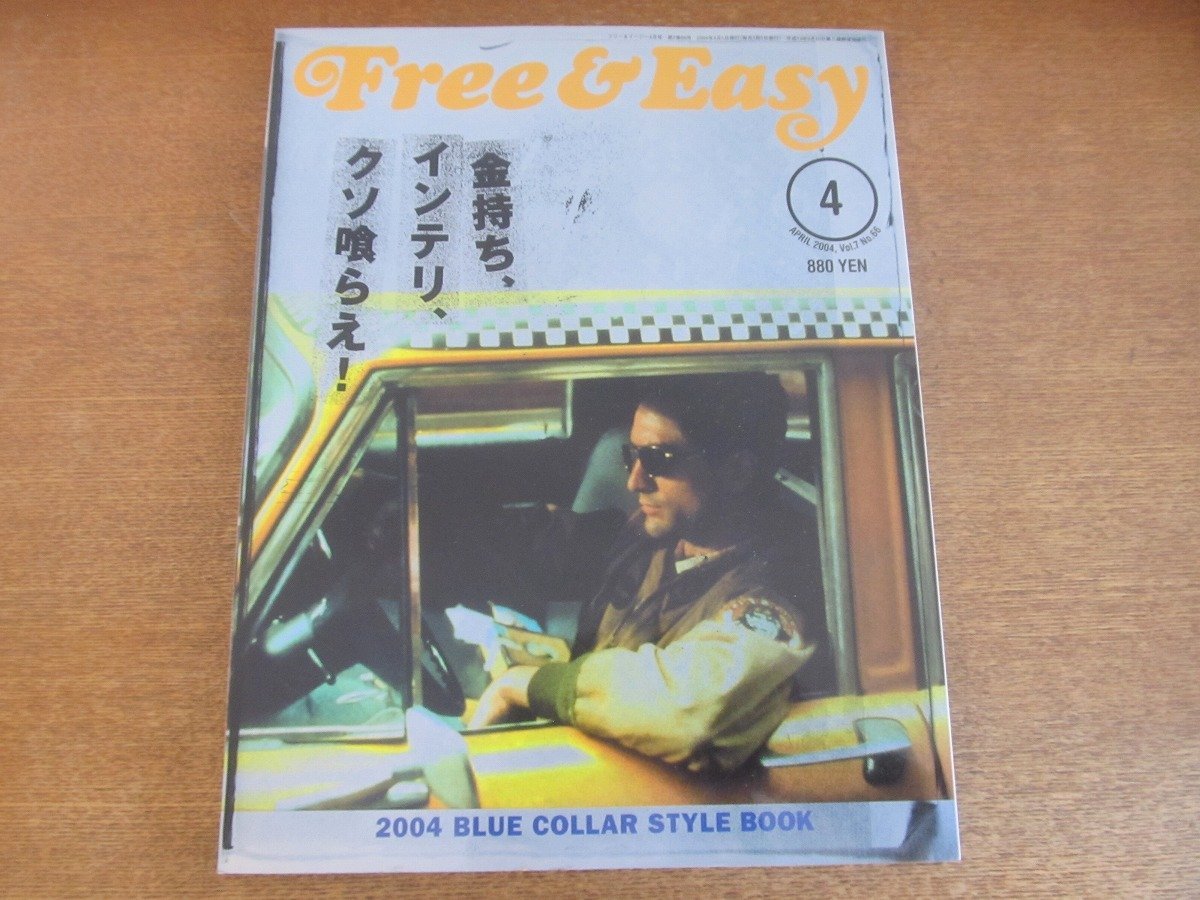 Free & Easy
金持ち、
インテリ、
クソ喰らえ!
4
APRIL 2004, Vol.7 No.66
880 YEN
2004 BLUE COLLAR STYLE BOOK